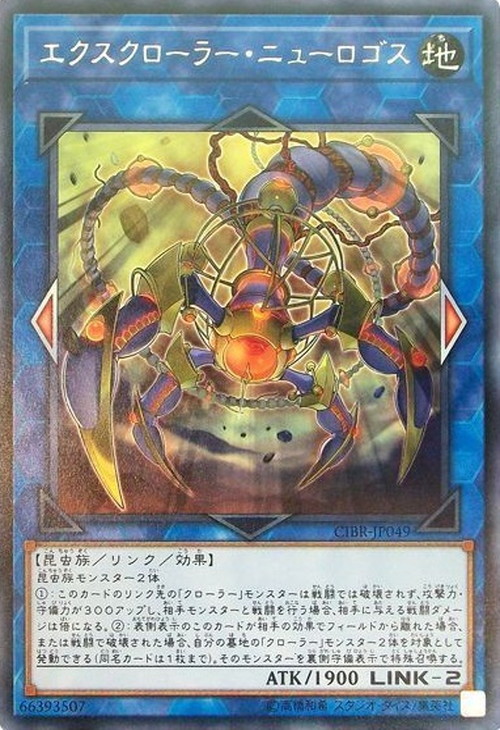 エクスクローラー・ニューロゴス
地
CIBR-JP049
【昆虫族/リンク/効果】
昆虫族モンスター2体
①:このカードのリンク先の「クローラー」モンスターは戦闘では破壊されず、攻撃力・
守備力が300アップし、相手モンスターと戦闘を行う場合、相手に与える戦闘ダメー
ジは倍になる。②:表側表示のこのカードが相手の効果でフィールドから離れた場合、
または戦闘で破壊された場合、自分の墓地の「クローラー」モンスター2体を対象として
発動できる(同名カードは1枚まで)。そのモンスターを裏側守備表示で特殊召喚する。
ATK/1900 LINK-2
66393507 ©高橋和希 スタジオ・ダイス/集英社